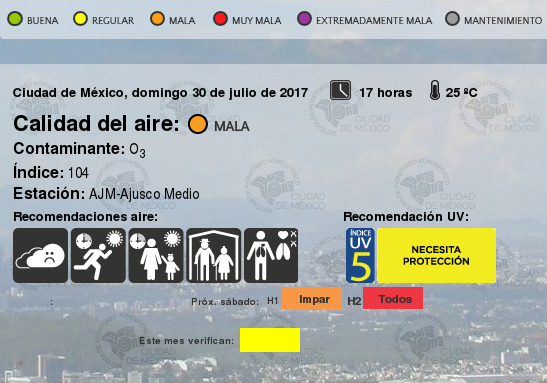 BUENA REGULAR MALA MUY MALA EXTREMADAMENTE MALA MANTENIMIENTO
Ciudad de México, domingo 30 de julio de 2017 17 horas 25 ºC
Calidad del aire: MALA
Contaminante: O3
Índice: 104
Estación: AJM-Ajusco Medio
Recomendaciones aire: Recomendación UV:
ÍNDICE
UV
5
NECESITA
PROTECCIÓN
: Próx. sábado: H1 Impar H2 Todos
Este mes verifican:
CIUDAD
DE MÉXICO